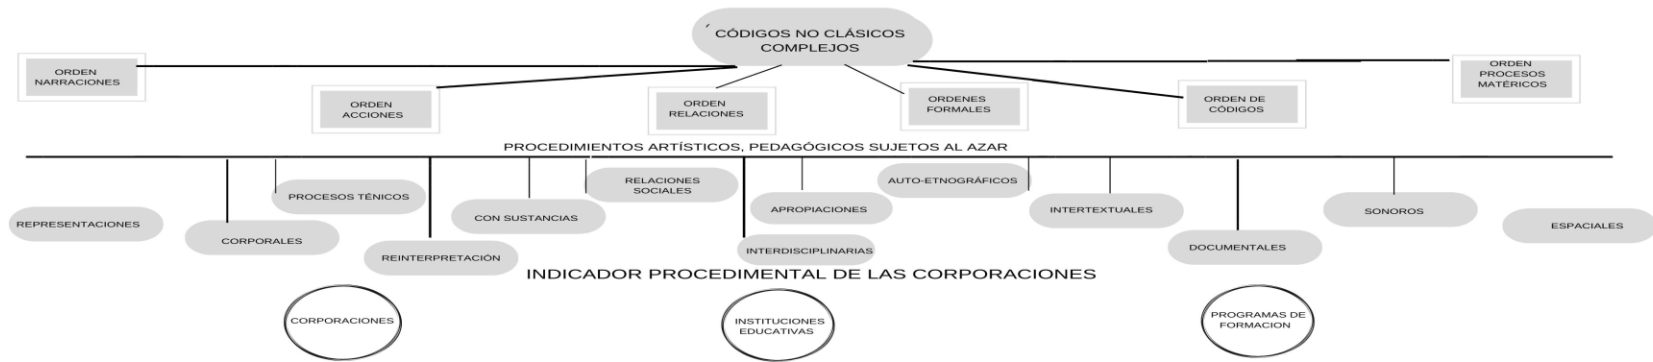 ´CÓDIGOS NO CLÁSICOS
COMPLEJOS
ORDEN
NARRACIONES
ORDEN
ACCIONES
ORDEN
RELACIONES
ORDENES
FORMALES
ORDEN DE
CÓDIGOS
ORDEN
PROCESOS
MATÉRICOS
PROCEDIMIENTOS ARTÍSTICOS, PEDAGÓGICOS SUJETOS AL AZAR
REPRESENTACIONES
CORPORALES
PROCESOS TÉNICOS
REINTERPRETACIÓN
CON SUSTANCIAS
RELACIONES
SOCIALES
APROPIACIONES
INTERDISCIPLINARIAS
AUTO-ETNOGRÁFICOS
INTERTEXTUALES
DOCUMENTALES
SONOROS
ESPACIALES
INDICADOR PROCEDIMENTAL DE LAS CORPORACIONES
CORPORACIONES
INSTITUCIONES
EDUCATIVAS
PROGRAMAS DE
FORMACION